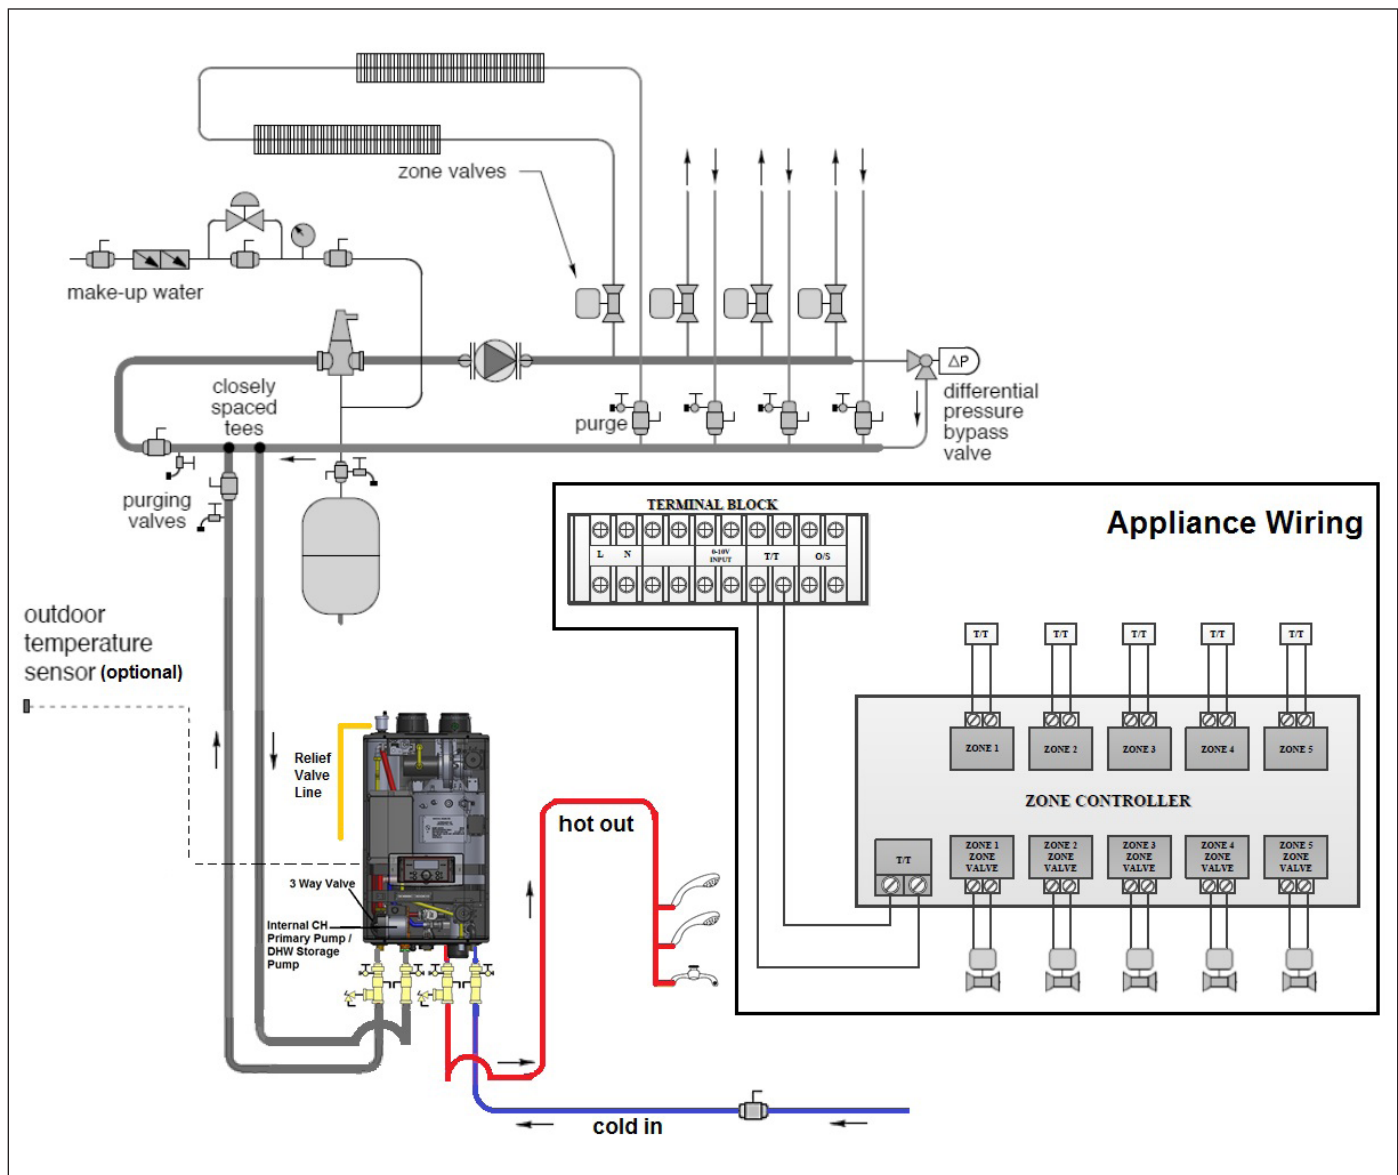 zone valves
make-up water
closely
spaced
tees
purge
ΔP
differential
pressure
bypass
valve
purging
valves
outdoor
temperature
sensor (optional)
Relief
Valve
Line
3 Way Valve
Internal CH
Primary Pump /
DHW Storage
Pump
hot out
cold in
Appliance Wiring
TERMINAL BLOCK
L N 0-10V T/T O/S
INPUT
T/T T/T T/T T/T T/T
ZONE 1 ZONE 2 ZONE 3 ZONE 4 ZONE 5
ZONE CONTROLLER
T/T
ZONE 1
ZONE
VALVE
ZONE 2
ZONE
VALVE
ZONE 3
ZONE
VALVE
ZONE 4
ZONE
VALVE
ZONE 5
ZONE
VALVE